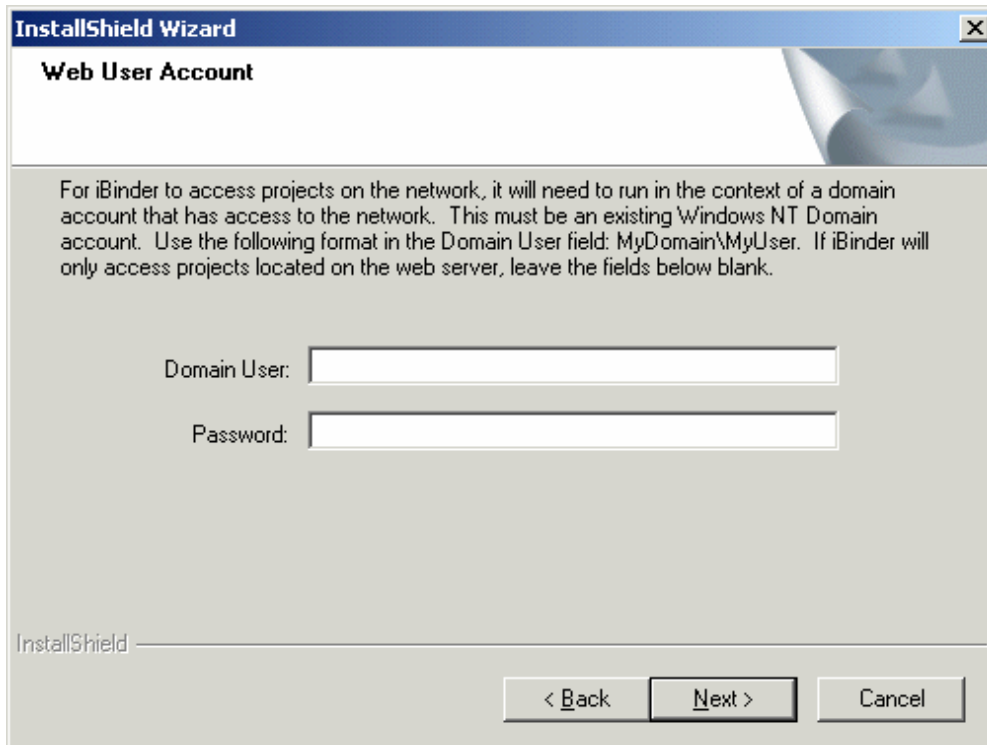 InstallShield Wizard
Web User Account
For iBinder to access projects on the network, it will need to run in the context of a domain
account that has access to the network.  This must be an existing Windows NT Domain
account.  Use the following format in the Domain User field: MyDomain\MyUser.  If iBinder will
only access projects located on the web server, leave the fields below blank.
Domain User:
Password:
InstallShield
< Back
Next >
Cancel